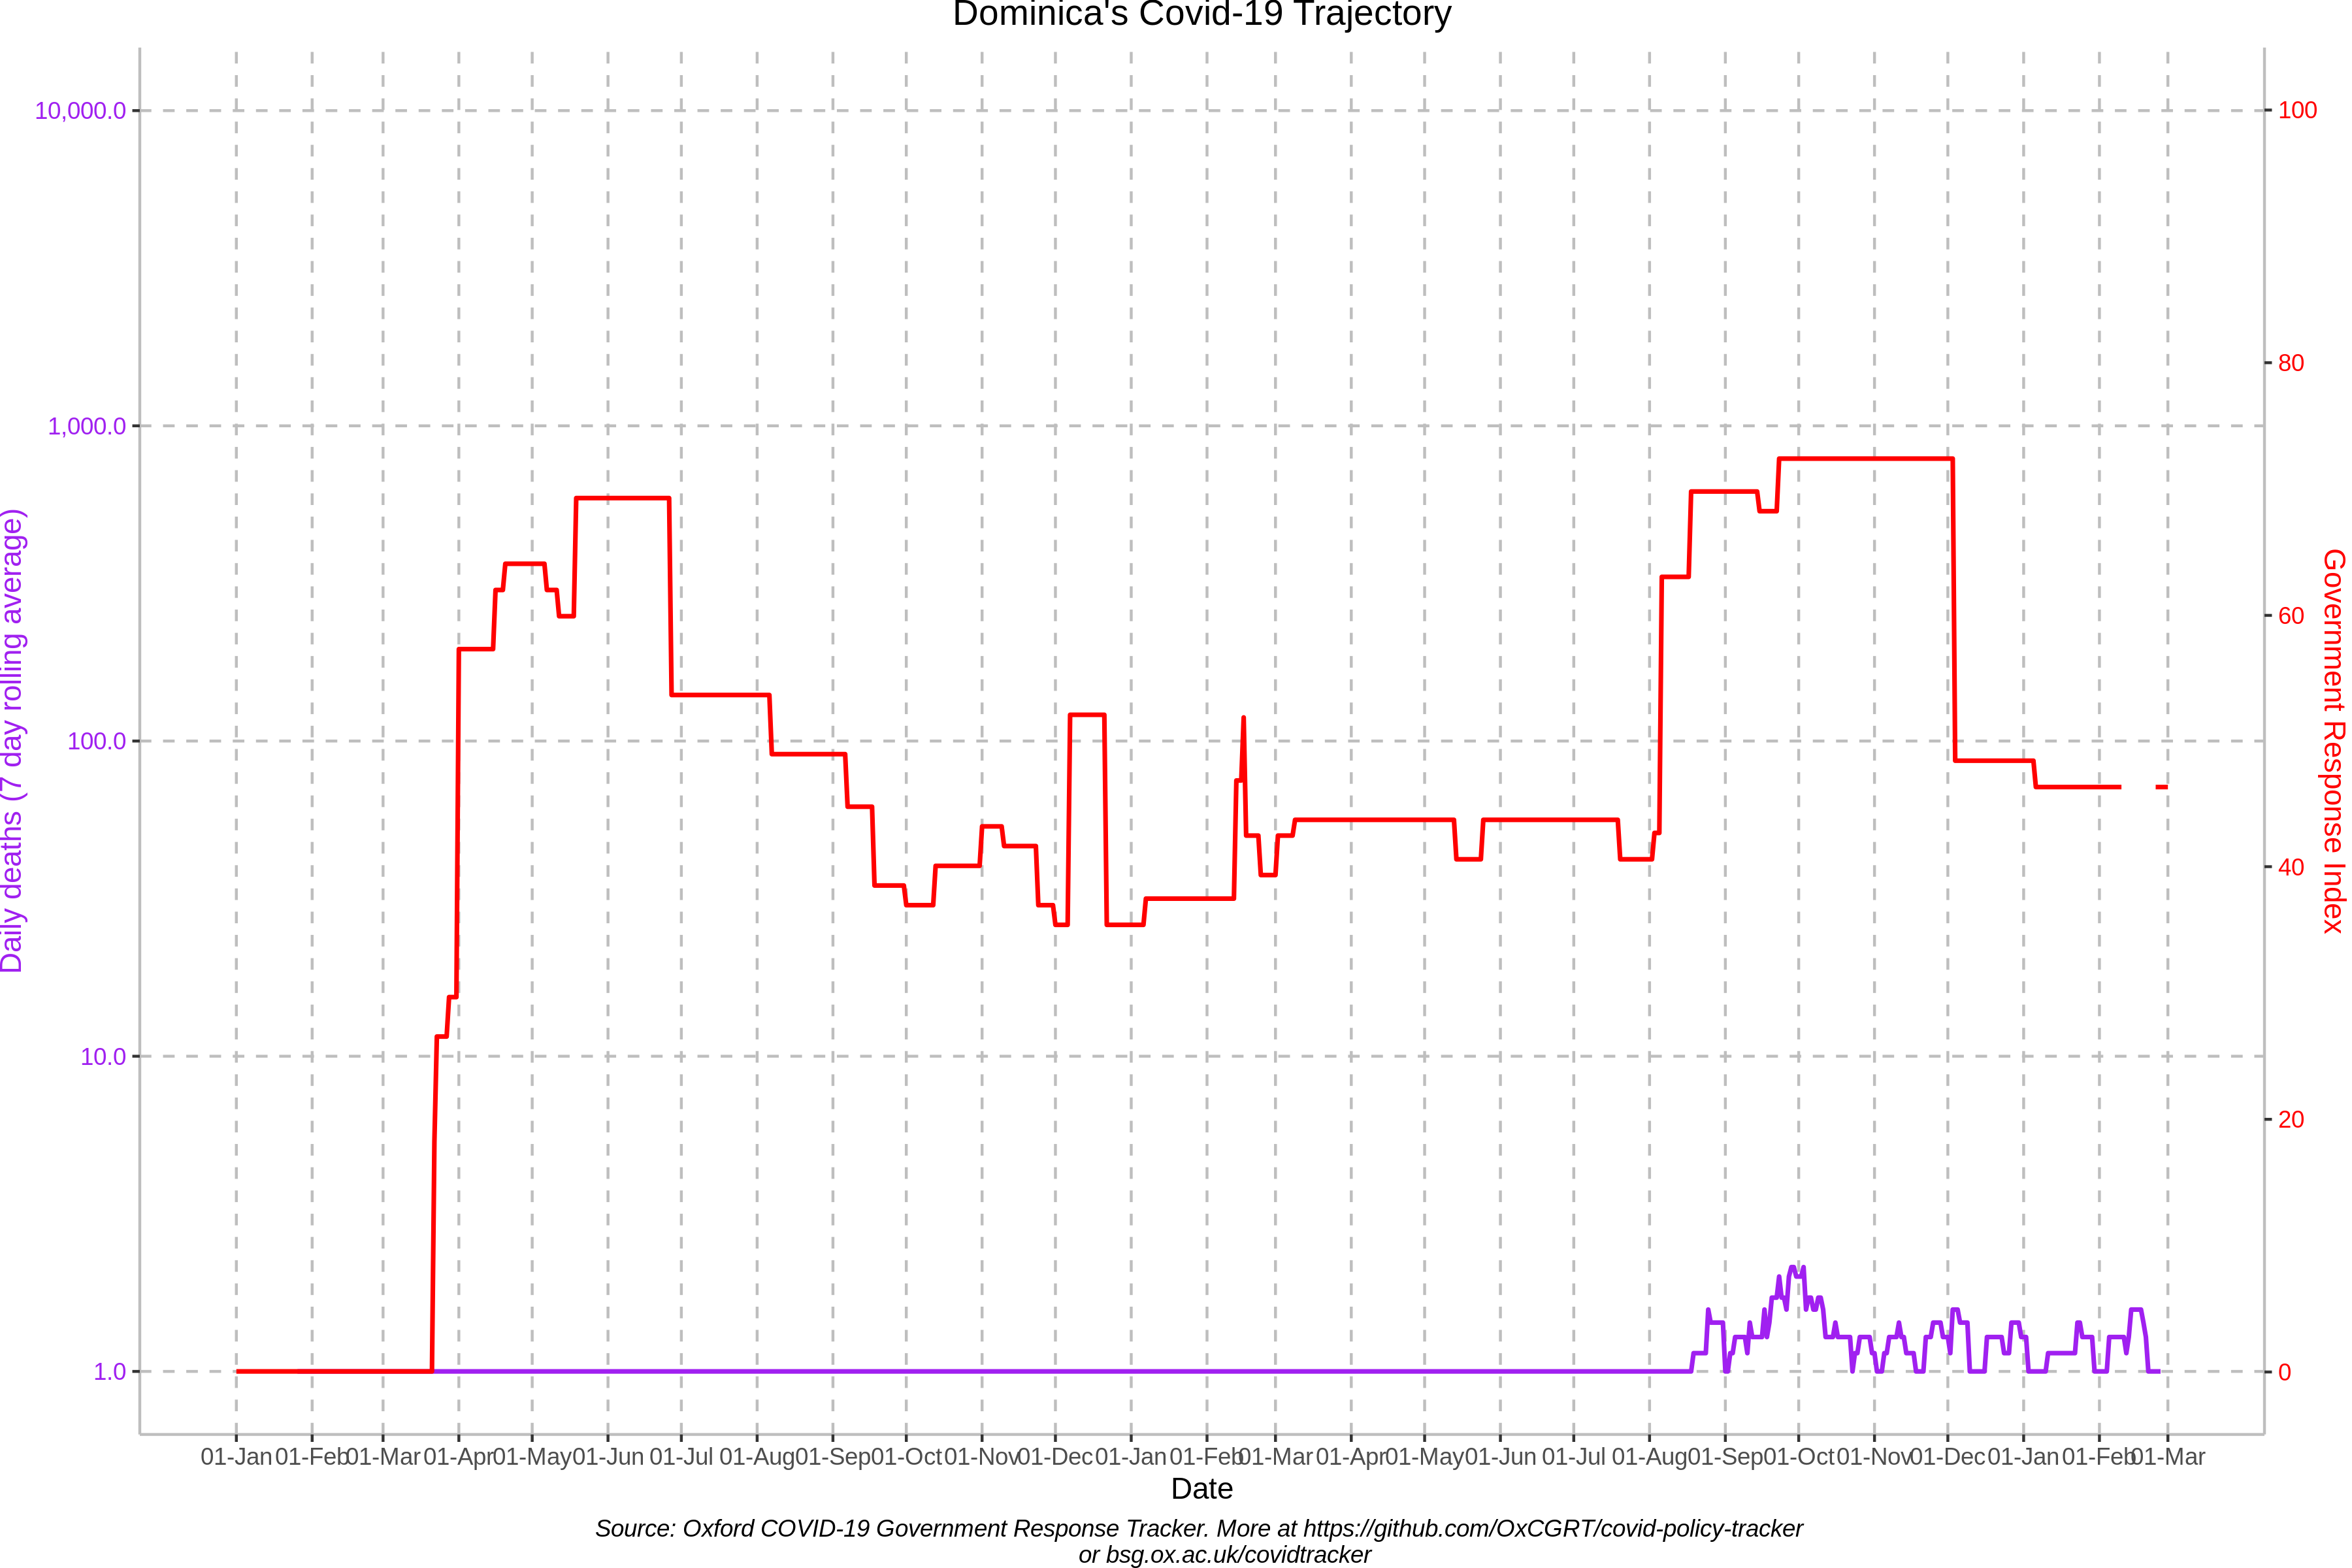 Dominica's Covid-19 Trajectory
10,000.0
1,000.0
100.0
10.0
1.0
Daily deaths (7 day rolling average)
100
80
60
40
20
0
Government Response Index
01-Jan 01-Feb 01-Mar 01-Apr 01-May 01-Jun 01-Jul 01-Aug 01-Sep 01-Oct 01-Nov 01-Dec 01-Jan 01-Feb 01-Mar 01-Apr 01-May 01-Jun 01-Jul 01-Aug 01-Sep 01-Oct 01-Nov 01-Dec 01-Jan 01-Feb 01-Mar
Date
Source: Oxford COVID-19 Government Response Tracker. More at https://github.com/OxCGRT/covid-policy-tracker
or bsg.ox.ac.uk/covidtracker